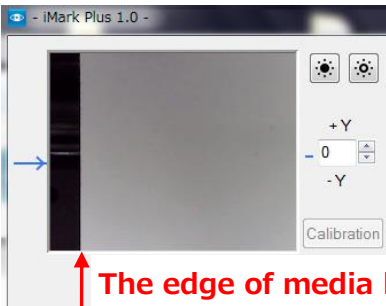 - iMark Plus 1.0 -
+ Y
0
- Y
Calibration
The edge of media